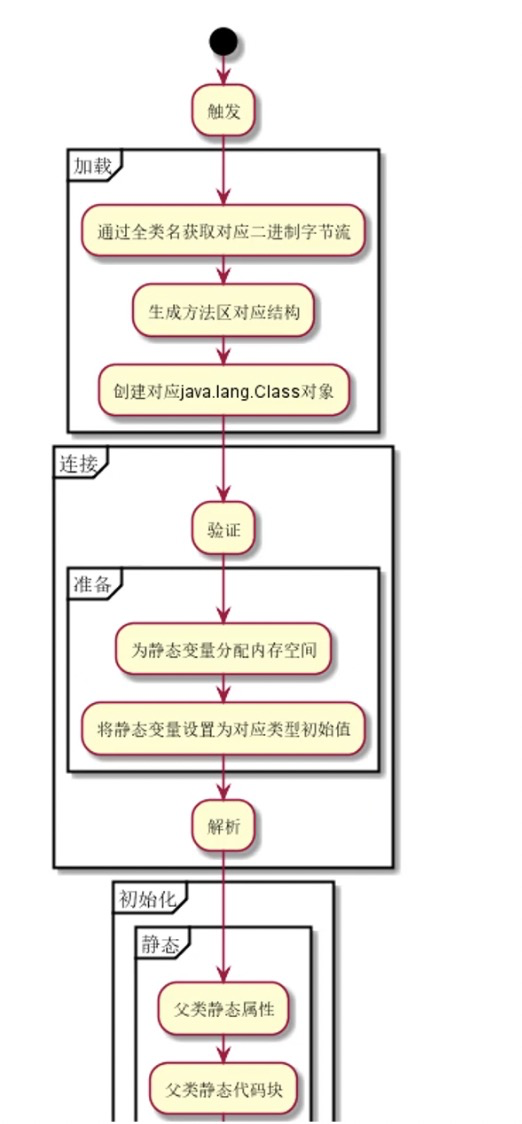 触发
加载
通过全类名获取对应二进制字节流
生成方法区对应结构
创建对应java.lang.Class对象
连接
验证
准备
为静态变量分配内存空间
将静态变量设置为对应类型初始值
解析
初始化
静态
父类静态属性
父类静态代码块